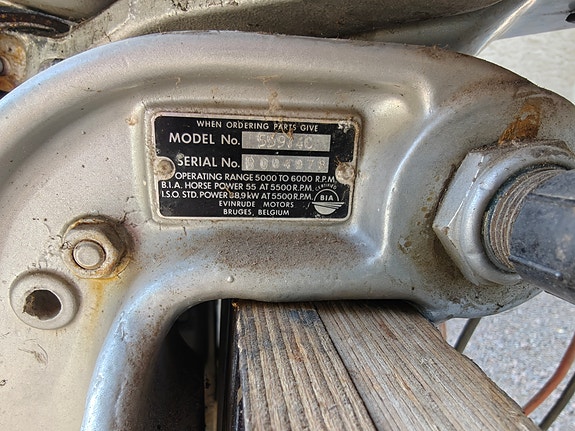 WHEN ORDERING PARTS GIVE
MODEL No.
SERIAL No.
OPERATING RANGE 5000 TO 6000 R.P.M.
B.I.A. HORSE POWER 55 AT 5500 R.P.M.
I.S.O. STD. POWER 38,9 kW AT 5500 R.P.M.
EVINRUDE MOTORS
BRUGES, BELGIUM
CERTIFIED
BIA